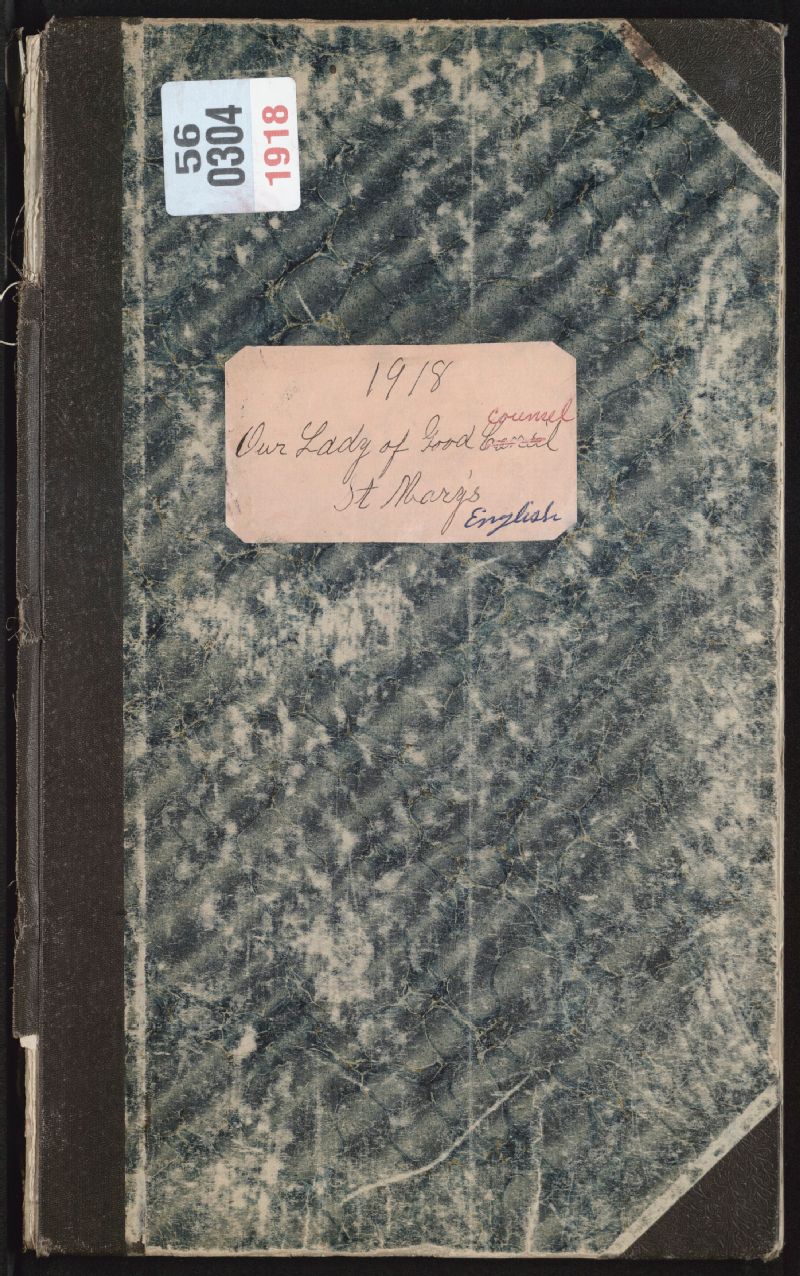 56
0304
1918
1918
counsel
Our Lady of Good
St Mary's
English